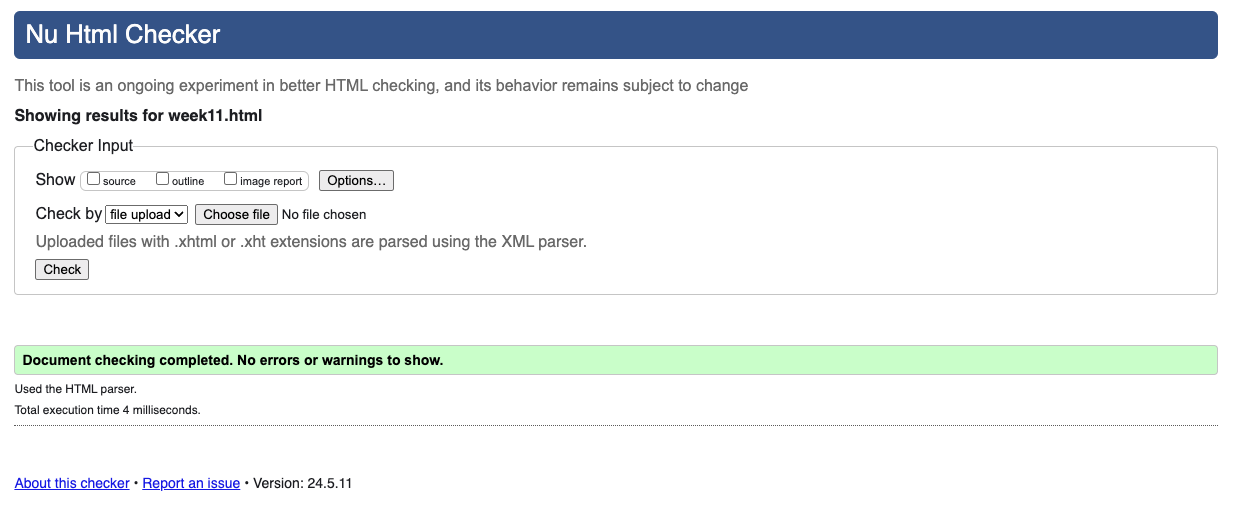 Nu Html Checker
This tool is an ongoing experiment in better HTML checking, and its behavior remains subject to change
Showing results for week11.html
Checker Input
Show source outline image report Options...
Check by file upload Choose file No file chosen
Uploaded files with .xhtml or .xht extensions are parsed using the XML parser.
Check
Document checking completed. No errors or warnings to show.
Used the HTML parser.
Total execution time 4 milliseconds.
About this checker • Report an issue • Version: 24.5.11